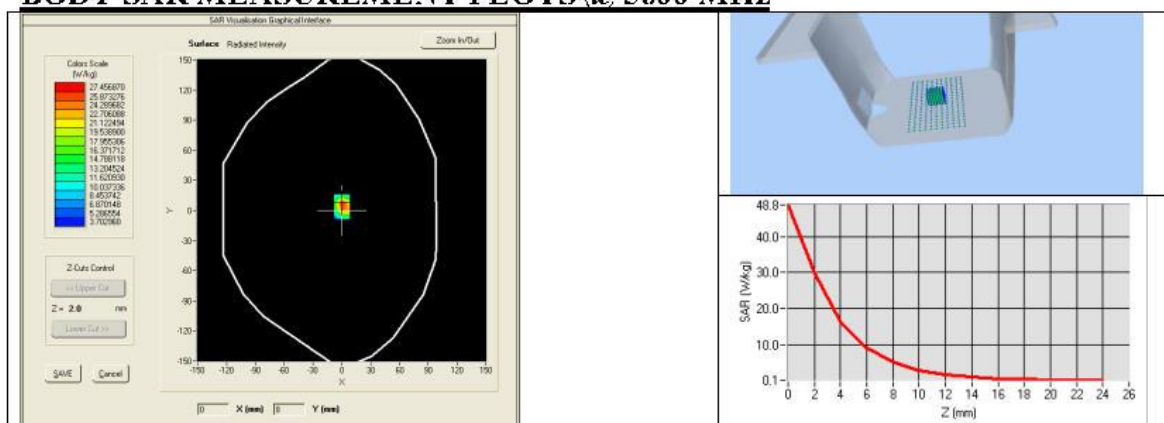 BODY SAR MEASUREMENT PLOTS @ 5800 MHz
SAR Visualisation Graphical Interface
Surface Radiated Intensity
Zoom In/Out
Colors Scale
(W/kg)
27.456870
25.873276
24.289682
22.706088
21.122494
19.538900
17.955306
16.371712
14.788118
13.204524
11.620930
10.037336
8.453742
6.870148
5.286554
3.702960
150
120
90
60
30
0
-30
-60
-90
-120
-150
Y
-150 -120 -90 -60 -30 0 30 60 90 120 150
X
Z-Cuts Control
<< Upper Cut
Z = 2.0 mm
Lower Cut >>
SAVE Cancel
0 X (mm) 0 Y (mm)
48.8
40.0
30.0
20.0
10.0
0.1
SAR (W/kg)
0 2 4 6 8 10 12 14 16 18 20 22 24 26
Z (mm)